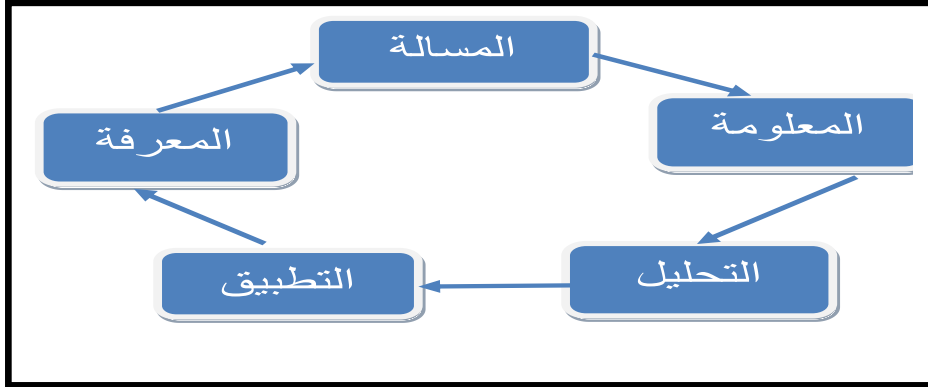 المسالة
المعلومة
المعرفة
التحليل
التطبيق